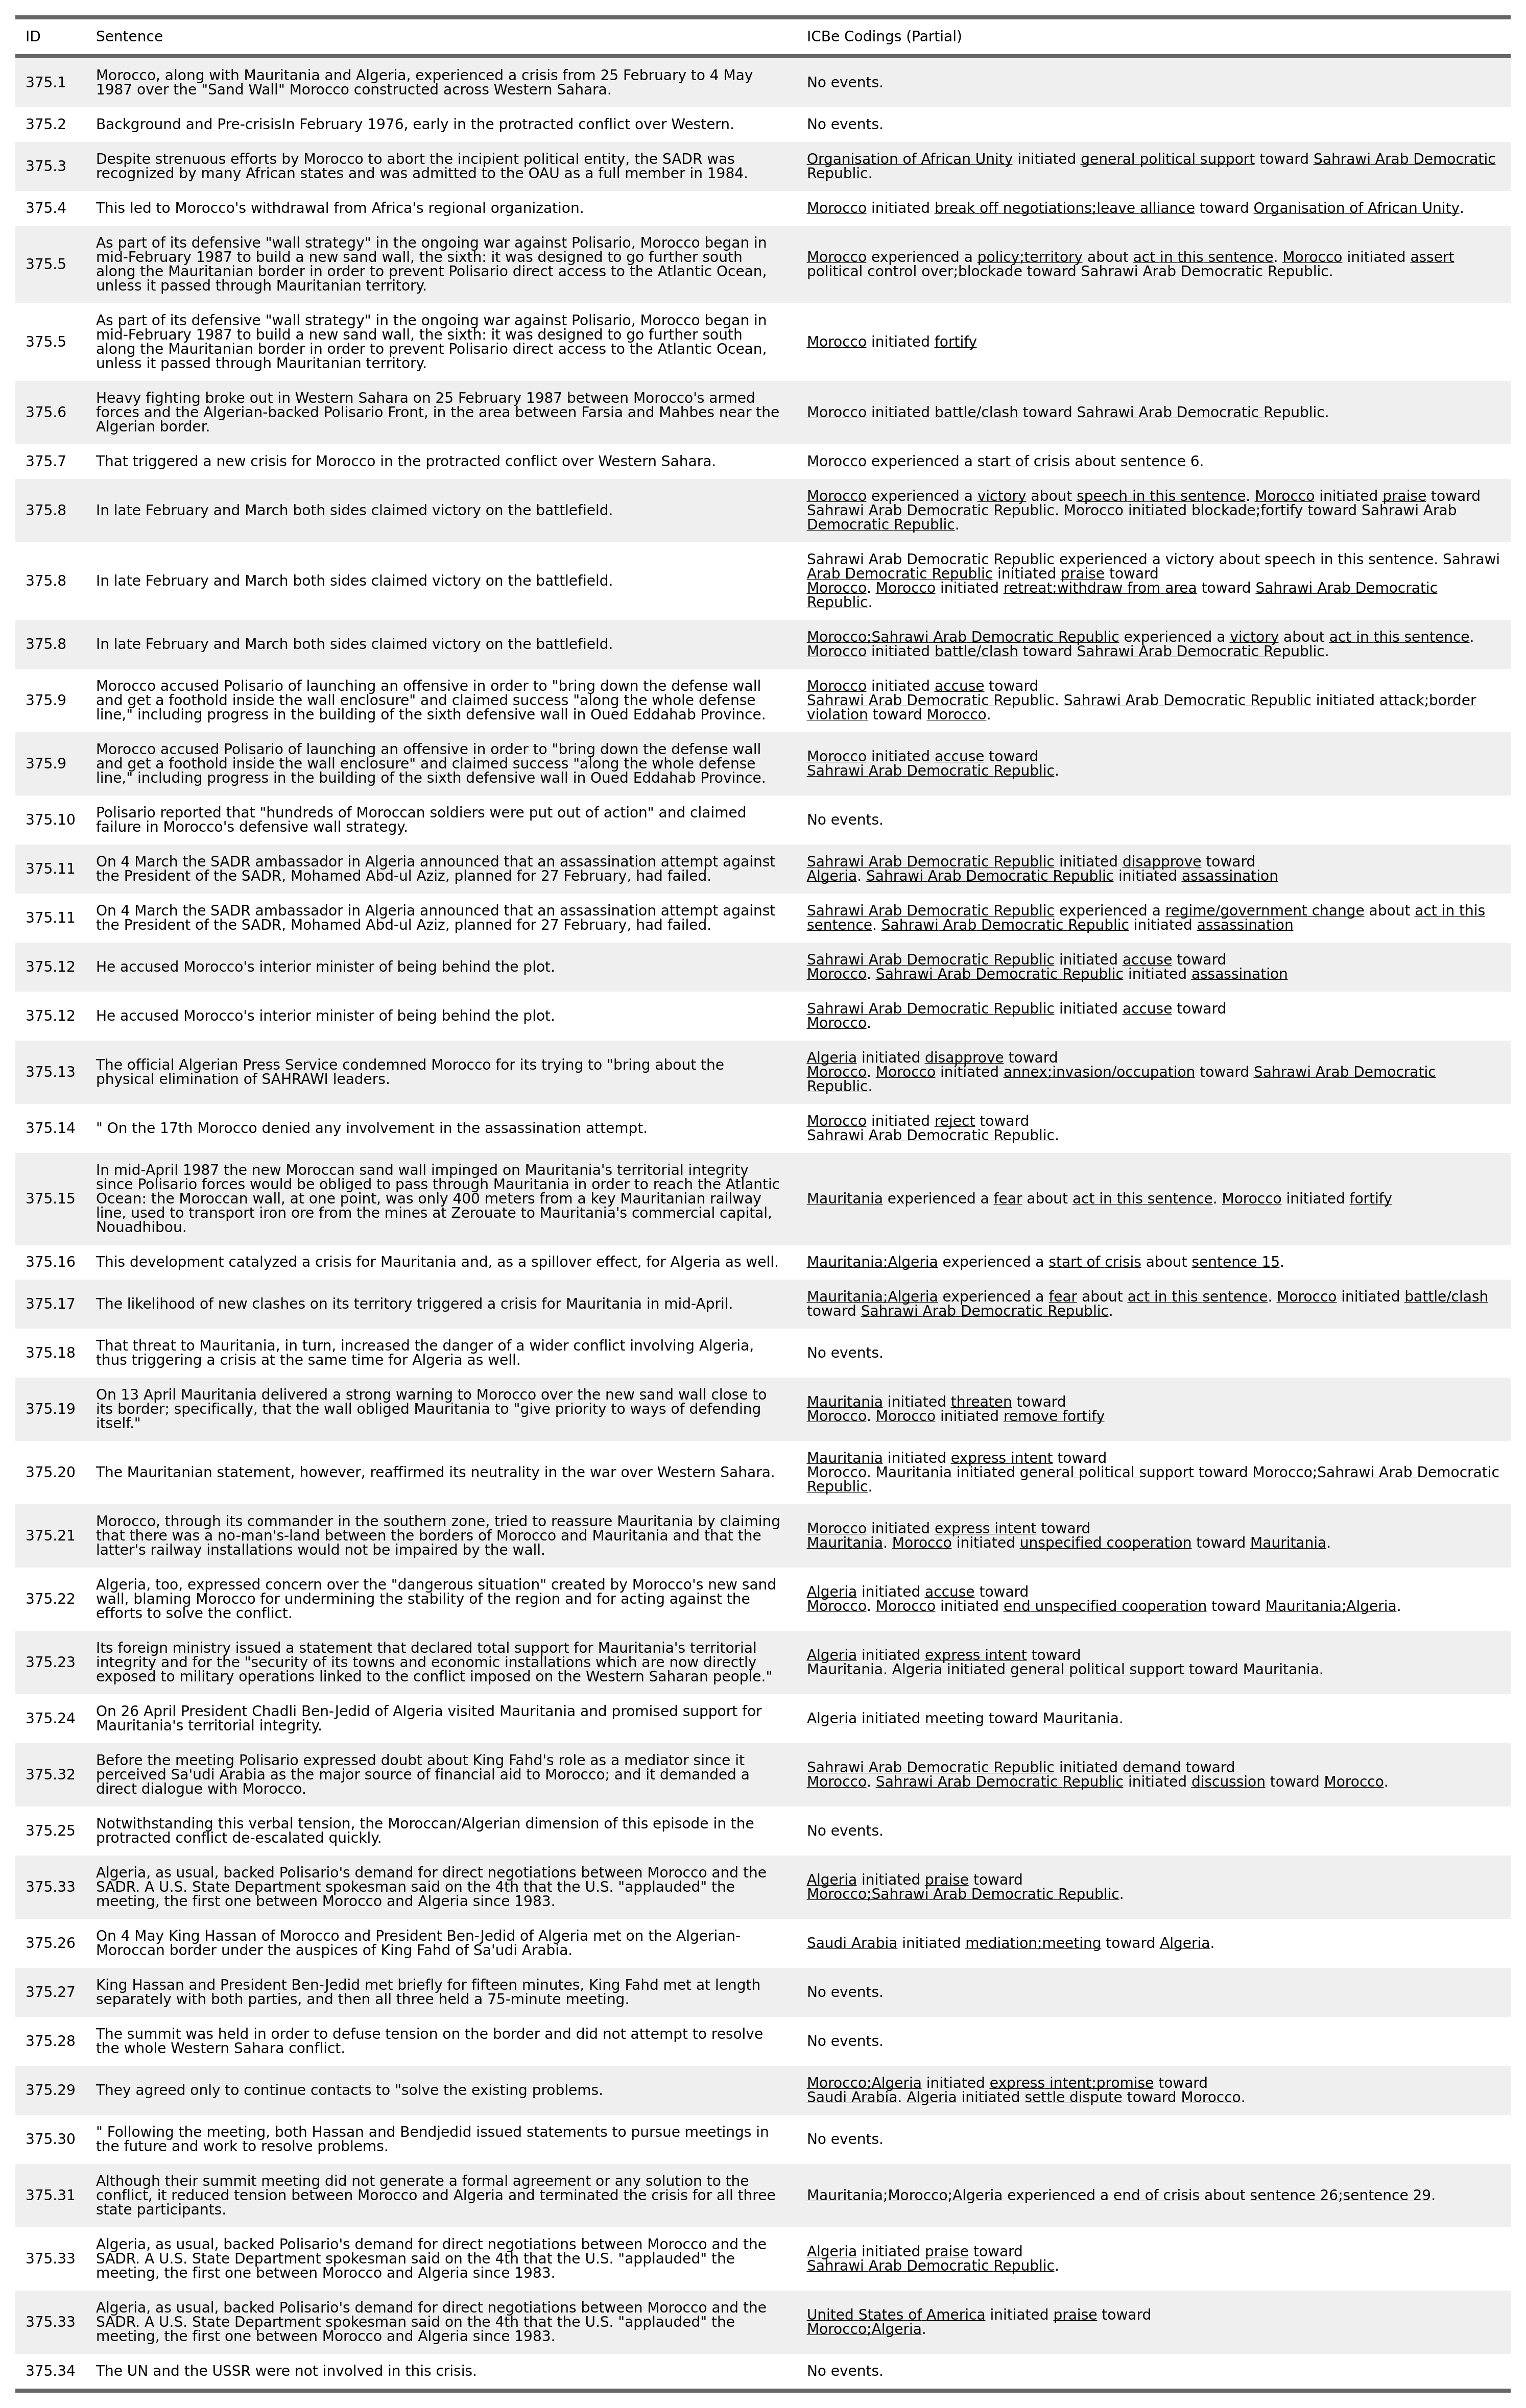 ID Sentence ICBe Codings (Partial)
375.1 Morocco, along with Mauritania and Algeria, experienced a crisis from 25 February to 4 May
1987 over the "Sand Wall" Morocco constructed across Western Sahara.
No events.
375.2 Background and Pre-crisisIn February 1976, early in the protracted conflict over Western.
No events.
375.3 Despite strenuous efforts by Morocco to abort the incipient political entity, the SADR was
recognized by many African states and was admitted to the OAU as a full member in 1984.
Organisation of African Unity initiated general political support toward Sahrawi Arab Democratic
Republic.
375.4 This led to Morocco's withdrawal from Africa's regional organization.
Morocco initiated break off negotiations;leave alliance toward Organisation of African Unity.
375.5 As part of its defensive "wall strategy" in the ongoing war against Polisario, Morocco began in
mid-February 1987 to build a new sand wall, the sixth: it was designed to go further south
along the Mauritanian border in order to prevent Polisario direct access to the Atlantic Ocean,
unless it passed through Mauritanian territory.
Morocco experienced a policy;territory about act in this sentence. Morocco initiated assert
political control over;blockade toward Sahrawi Arab Democratic Republic.
375.5 As part of its defensive "wall strategy" in the ongoing war against Polisario, Morocco began in
mid-February 1987 to build a new sand wall, the sixth: it was designed to go further south
along the Mauritanian border in order to prevent Polisario direct access to the Atlantic Ocean,
unless it passed through Mauritanian territory.
Morocco initiated fortify
375.6 Heavy fighting broke out in Western Sahara on 25 February 1987 between Morocco's armed
forces and the Algerian-backed Polisario Front, in the area between Farsia and Mahbes near the
Algerian border.
Morocco initiated battle/clash toward Sahrawi Arab Democratic Republic.
375.7 That triggered a new crisis for Morocco in the protracted conflict over Western Sahara.
Morocco experienced a start of crisis about sentence 6.
375.8 In late February and March both sides claimed victory on the battlefield.
Morocco experienced a victory about speech in this sentence. Morocco initiated praise toward
Sahrawi Arab Democratic Republic. Morocco initiated blockade;fortify toward Sahrawi Arab
Democratic Republic.
375.8 In late February and March both sides claimed victory on the battlefield.
Sahrawi Arab Democratic Republic experienced a victory about speech in this sentence. Sahrawi
Arab Democratic Republic initiated praise toward
Morocco. Morocco initiated retreat;withdraw from area toward Sahrawi Arab Democratic
Republic.
375.8 In late February and March both sides claimed victory on the battlefield.
Morocco;Sahrawi Arab Democratic Republic experienced a victory about act in this sentence.
Morocco initiated battle/clash toward Sahrawi Arab Democratic Republic.
375.9 Morocco accused Polisario of launching an offensive in order to "bring down the defense wall
and get a foothold inside the wall enclosure" and claimed success "along the whole defense
line," including progress in the building of the sixth defensive wall in Oued Eddahab Province.
Morocco initiated accuse toward
Sahrawi Arab Democratic Republic. Sahrawi Arab Democratic Republic initiated attack;border
violation toward Morocco.
375.9 Morocco accused Polisario of launching an offensive in order to "bring down the defense wall
and get a foothold inside the wall enclosure" and claimed success "along the whole defense
line," including progress in the building of the sixth defensive wall in Oued Eddahab Province.
Morocco initiated accuse toward
Sahrawi Arab Democratic Republic.
375.10 Polisario reported that "hundreds of Moroccan soldiers were put out of action" and claimed
failure in Morocco's defensive wall strategy.
No events.
375.11 On 4 March the SADR ambassador in Algeria announced that an assassination attempt against
the President of the SADR, Mohamed Abd-ul Aziz, planned for 27 February, had failed.
Sahrawi Arab Democratic Republic initiated disapprove toward
Algeria. Sahrawi Arab Democratic Republic initiated assassination
375.11 On 4 March the SADR ambassador in Algeria announced that an assassination attempt against
the President of the SADR, Mohamed Abd-ul Aziz, planned for 27 February, had failed.
Sahrawi Arab Democratic Republic experienced a regime/government change about act in this
sentence. Sahrawi Arab Democratic Republic initiated assassination
375.12 He accused Morocco's interior minister of being behind the plot.
Sahrawi Arab Democratic Republic initiated accuse toward
Morocco. Sahrawi Arab Democratic Republic initiated assassination
375.12 He accused Morocco's interior minister of being behind the plot.
Sahrawi Arab Democratic Republic initiated accuse toward
Morocco.
375.13 The official Algerian Press Service condemned Morocco for its trying to "bring about the
physical elimination of SAHRAWI leaders.
Algeria initiated disapprove toward
Morocco. Morocco initiated annex;invasion/occupation toward Sahrawi Arab Democratic
Republic.
375.14 " On the 17th Morocco denied any involvement in the assassination attempt.
Morocco initiated reject toward
Sahrawi Arab Democratic Republic.
375.15 In mid-April 1987 the new Moroccan sand wall impinged on Mauritania's territorial integrity
since Polisario forces would be obliged to pass through Mauritania in order to reach the Atlantic
Ocean: the Moroccan wall, at one point, was only 400 meters from a key Mauritanian railway
line, used to transport iron ore from the mines at Zerouate to Mauritania's commercial capital,
Nouadhibou.
Mauritania experienced a fear about act in this sentence. Morocco initiated fortify
375.16 This development catalyzed a crisis for Mauritania and, as a spillover effect, for Algeria as well.
Mauritania;Algeria experienced a start of crisis about sentence 15.
375.17 The likelihood of new clashes on its territory triggered a crisis for Mauritania in mid-April.
Mauritania;Algeria experienced a fear about act in this sentence. Morocco initiated battle/clash
toward Sahrawi Arab Democratic Republic.
375.18 That threat to Mauritania, in turn, increased the danger of a wider conflict involving Algeria,
thus triggering a crisis at the same time for Algeria as well.
No events.
375.19 On 13 April Mauritania delivered a strong warning to Morocco over the new sand wall close to
its border; specifically, that the wall obliged Mauritania to "give priority to ways of defending
itself."
Mauritania initiated threaten toward
Morocco. Morocco initiated remove fortify
375.20 The Mauritanian statement, however, reaffirmed its neutrality in the war over Western Sahara.
Mauritania initiated express intent toward
Morocco. Mauritania initiated general political support toward Morocco;Sahrawi Arab Democratic
Republic.
375.21 Morocco, through its commander in the southern zone, tried to reassure Mauritania by claiming
that there was a no-man's-land between the borders of Morocco and Mauritania and that the
latter's railway installations would not be impaired by the wall.
Morocco initiated express intent toward
Mauritania. Morocco initiated unspecified cooperation toward Mauritania.
375.22 Algeria, too, expressed concern over the "dangerous situation" created by Morocco's new sand
wall, blaming Morocco for undermining the stability of the region and for acting against the
efforts to solve the conflict.
Algeria initiated accuse toward
Morocco. Morocco initiated end unspecified cooperation toward Mauritania;Algeria.
375.23 Its foreign ministry issued a statement that declared total support for Mauritania's territorial
integrity and for the "security of its towns and economic installations which are now directly
exposed to military operations linked to the conflict imposed on the Western Saharan people."
Algeria initiated express intent toward
Mauritania. Algeria initiated general political support toward Mauritania.
375.24 On 26 April President Chadli Ben-Jedid of Algeria visited Mauritania and promised support for
Mauritania's territorial integrity.
Algeria initiated meeting toward Mauritania.
375.32 Before the meeting Polisario expressed doubt about King Fahd's role as a mediator since it
perceived Sa'udi Arabia as the major source of financial aid to Morocco; and it demanded a
direct dialogue with Morocco.
Sahrawi Arab Democratic Republic initiated demand toward
Morocco. Sahrawi Arab Democratic Republic initiated discussion toward Morocco.
375.25 Notwithstanding this verbal tension, the Moroccan/Algerian dimension of this episode in the
protracted conflict de-escalated quickly.
No events.
375.33 Algeria, as usual, backed Polisario's demand for direct negotiations between Morocco and the
SADR. A U.S. State Department spokesman said on the 4th that the U.S. "applauded" the
meeting, the first one between Morocco and Algeria since 1983.
Algeria initiated praise toward
Morocco;Sahrawi Arab Democratic Republic.
375.26 On 4 May King Hassan of Morocco and President Ben-Jedid of Algeria met on the Algerian-
Moroccan border under the auspices of King Fahd of Sa'udi Arabia.
Saudi Arabia initiated mediation;meeting toward Algeria.
375.27 King Hassan and President Ben-Jedid met briefly for fifteen minutes, King Fahd met at length
separately with both parties, and then all three held a 75-minute meeting.
No events.
375.28 The summit was held in order to defuse tension on the border and did not attempt to resolve
the whole Western Sahara conflict.
No events.
375.29 They agreed only to continue contacts to "solve the existing problems.
Morocco;Algeria initiated express intent;promise toward
Saudi Arabia. Algeria initiated settle dispute toward Morocco.
375.30 " Following the meeting, both Hassan and Bendjedid issued statements to pursue meetings in
the future and work to resolve problems.
No events.
375.31 Although their summit meeting did not generate a formal agreement or any solution to the
conflict, it reduced tension between Morocco and Algeria and terminated the crisis for all three
state participants.
Mauritania;Morocco;Algeria experienced a end of crisis about sentence 26;sentence 29.
375.33 Algeria, as usual, backed Polisario's demand for direct negotiations between Morocco and the
SADR. A U.S. State Department spokesman said on the 4th that the U.S. "applauded" the
meeting, the first one between Morocco and Algeria since 1983.
Algeria initiated praise toward
Sahrawi Arab Democratic Republic.
375.33 Algeria, as usual, backed Polisario's demand for direct negotiations between Morocco and the
SADR. A U.S. State Department spokesman said on the 4th that the U.S. "applauded" the
meeting, the first one between Morocco and Algeria since 1983.
United States of America initiated praise toward
Morocco;Algeria.
375.34 The UN and the USSR were not involved in this crisis.
No events.